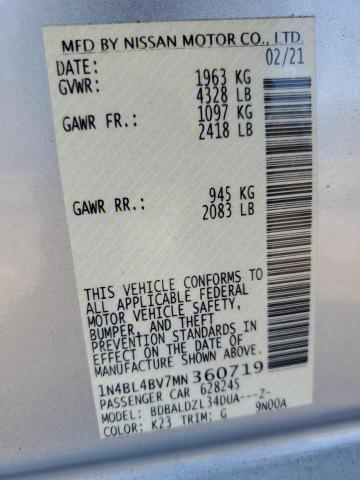 MFD BY NISSAN MOTOR CO., LTD.
DATE: 02/21
GVWR: 1963 KG
4328 LB
GAWR FR.: 1097 KG
2418 LB
GAWR RR.: 945 KG
2083 LB
THIS VEHICLE CONFORMS TO
ALL APPLICABLE FEDERAL
MOTOR VEHICLE SAFETY,
BUMPER, AND THEFT
PREVENTION STANDARDS IN
EFFECT ON THE DATE OF
MANUFACTURE SHOWN ABOVE.
1N4BL4BV7MN360719
PASSENGER CAR 628245
MODEL: BDBALDZL34DUA---Z-
COLOR: K23 TRIM: G 9N00A